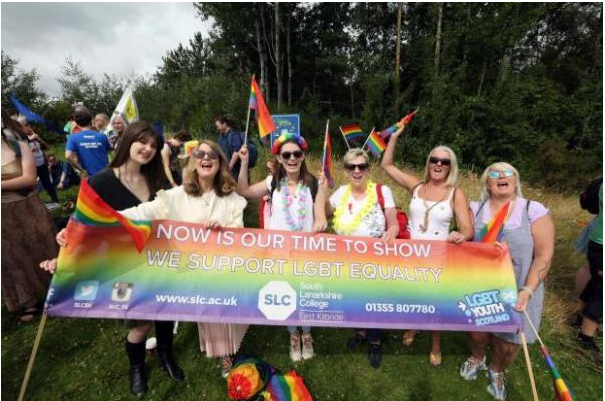 NOW IS OUR TIME TO SHOW
WE SUPPORT LGBT EQUALITY
SLCEK
www.slc.ac.uk
SLC
South
Lanarkshire
College
East Kilbride
01355 807780
LGBT
YOUTH
SCOTLAND